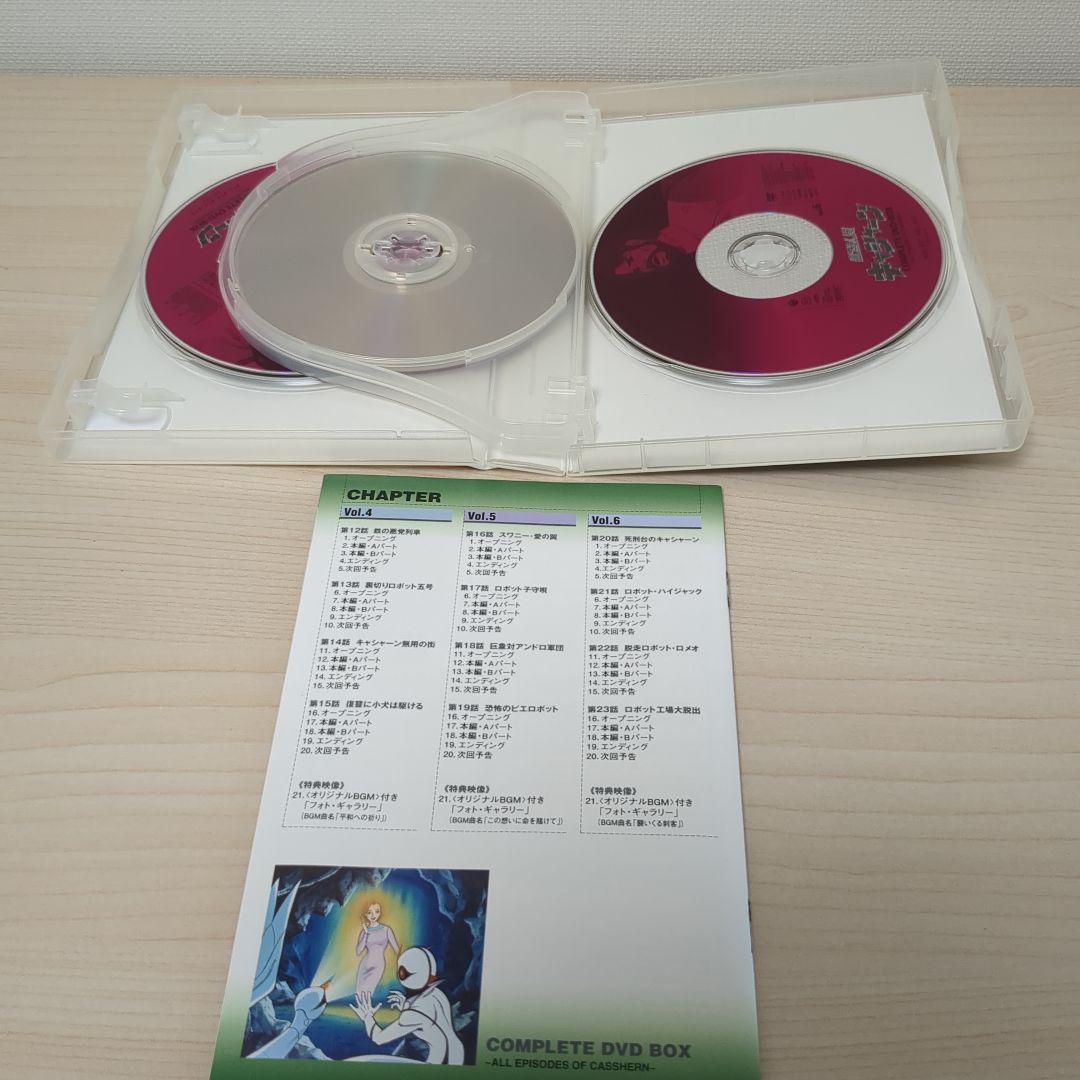 キャシャーン
CHAPTER
Vol.4
第12話 鉄の悪党列車
1.オープニング
2.本編・Aパート
3.本編・Bパート
4.エンディング
5.次回予告
第13話 裏切りロボット五号
6.オープニング
7.本編・Aパート
8.本編・Bパート
9.エンディング
10.次回予告
第14話 キャシャーン無用の街
11.オープニング
12.本編・Aパート
13.本編・Bパート
14.エンディング
15.次回予告
第15話 復讐に小犬は駆ける
16.オープニング
17.本編・Aパート
18.本編・Bパート
19.エンディング
20.次回予告
《特典映像》
21.〈オリジナルBGM〉付き
「フォト・ギャラリー」
(BGM曲名「平和への祈り」)
Vol.5
第16話 スワニー・愛の翼
1.オープニング
2.本編・Aパート
3.本編・Bパート
4.エンディング
5.次回予告
第17話 ロボット子守唄
6.オープニング
7.本編・Aパート
8.本編・Bパート
9.エンディング
10.次回予告
第18話 巨象対アンドロ軍団
11.オープニング
12.本編・Aパート
13.本編・Bパート
14.エンディング
15.次回予告
第19話 恐怖のピエロボット
16.オープニング
17.本編・Aパート
18.本編・Bパート
19.エンディング
20.次回予告
《特典映像》
21.〈オリジナルBGM〉付き
「フォト・ギャラリー」
(BGM曲名「この想いに命を賭けて」)
Vol.6
第20話 死刑台のキャシャーン
1.オープニング
2.本編・Aパート
3.本編・Bパート
4.エンディング
5.次回予告
第21話 ロボット・ハイジャック
6.オープニング
7.本編・Aパート
8.本編・Bパート
9.エンディング
10.次回予告
第22話 脱走ロボット・ロメオ
11.オープニング
12.本編・Aパート
13.本編・Bパート
14.エンディング
15.次回予告
第23話 ロボット工場大脱出
16.オープニング
17.本編・Aパート
18.本編・Bパート
19.エンディング
20.次回予告
《特典映像》
21.〈オリジナルBGM〉付き
「フォト・ギャラリー」
(BGM曲名「襲いくる刺客」)
COMPLETE DVD BOX
~ALL EPISODES OF CASSHERN~